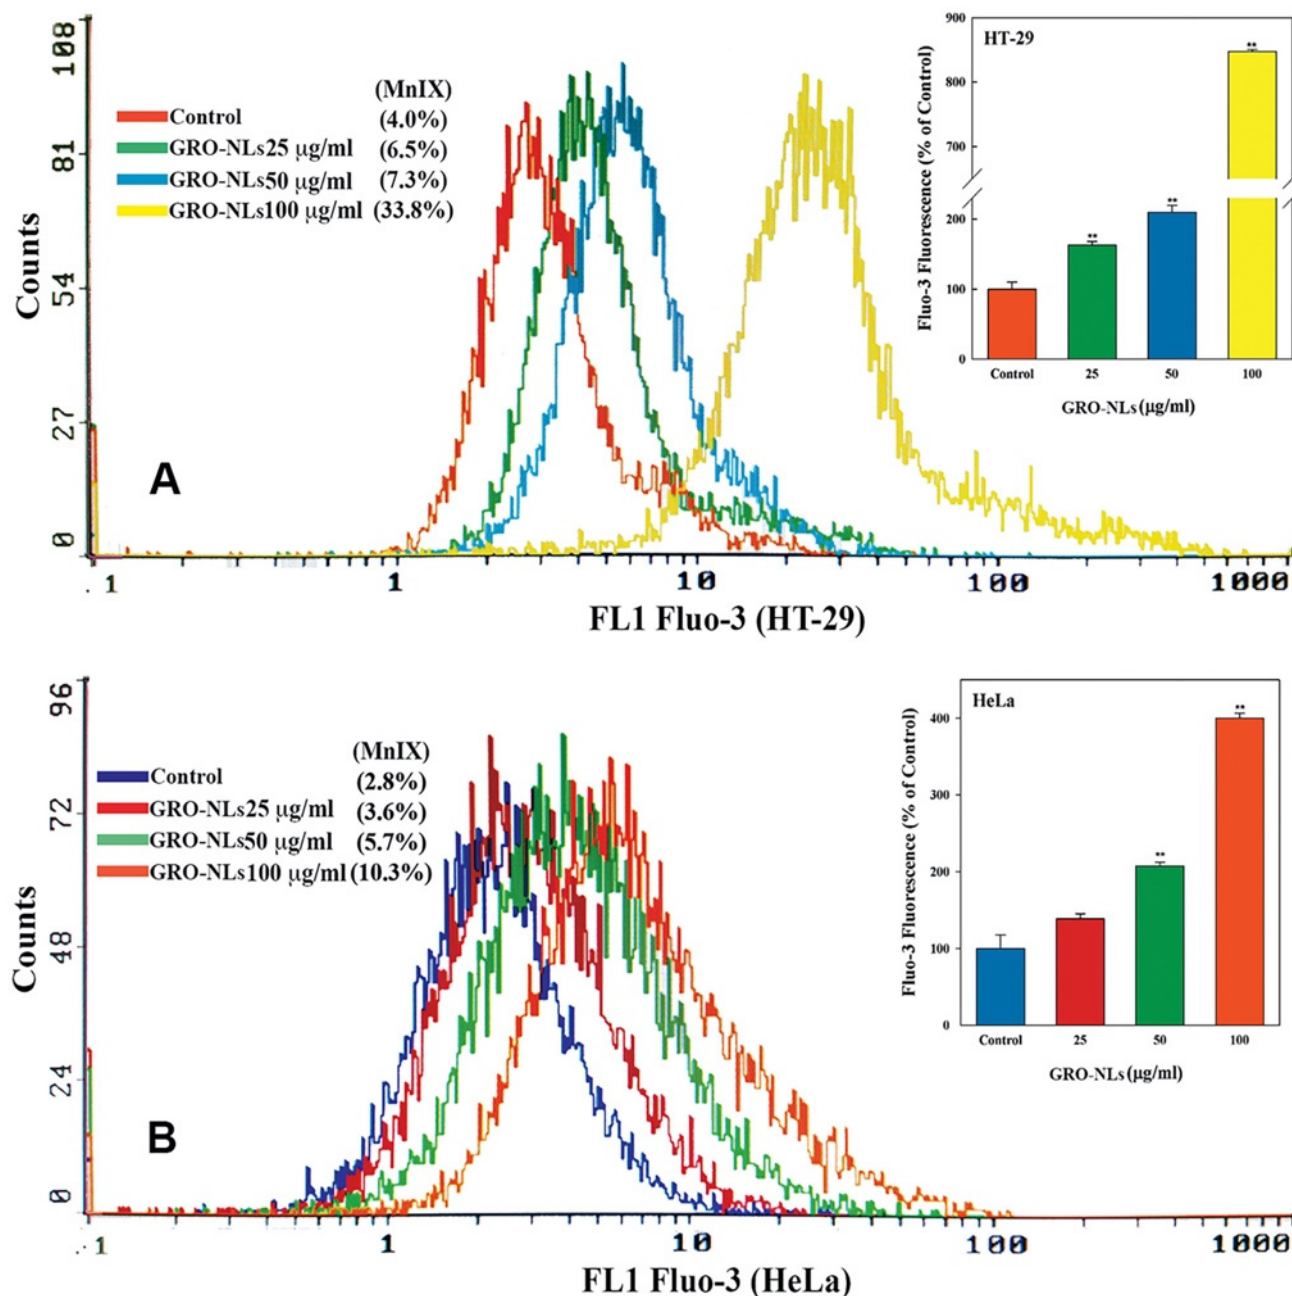 108
81
54
27
0
Counts
(MnIX)
Control (4.0%)
GRO-NLs25 μg/ml (6.5%)
GRO-NLs50 μg/ml (7.3%)
GRO-NLs100 μg/ml (33.8%)
A
.1 1 10 100 1000
FL1 Fluo-3 (HT-29)
HT-29
Fluo-3 Fluorescence (% of Control)
900
800
700
200
100
0
**
**
**
Control 25 50 100
GRO-NLs (μg/ml)
96
72
48
24
0
Counts
(MnIX)
Control (2.8%)
GRO-NLs25 μg/ml (3.6%)
GRO-NLs50 μg/ml (5.7%)
GRO-NLs100 μg/ml (10.3%)
B
.1 1 10 100 1000
FL1 Fluo-3 (HeLa)
HeLa
Fluo-3 Fluorescence (% of Control)
400
300
200
100
0
**
**
Control 25 50 100
GRO-NLs (μg/ml)